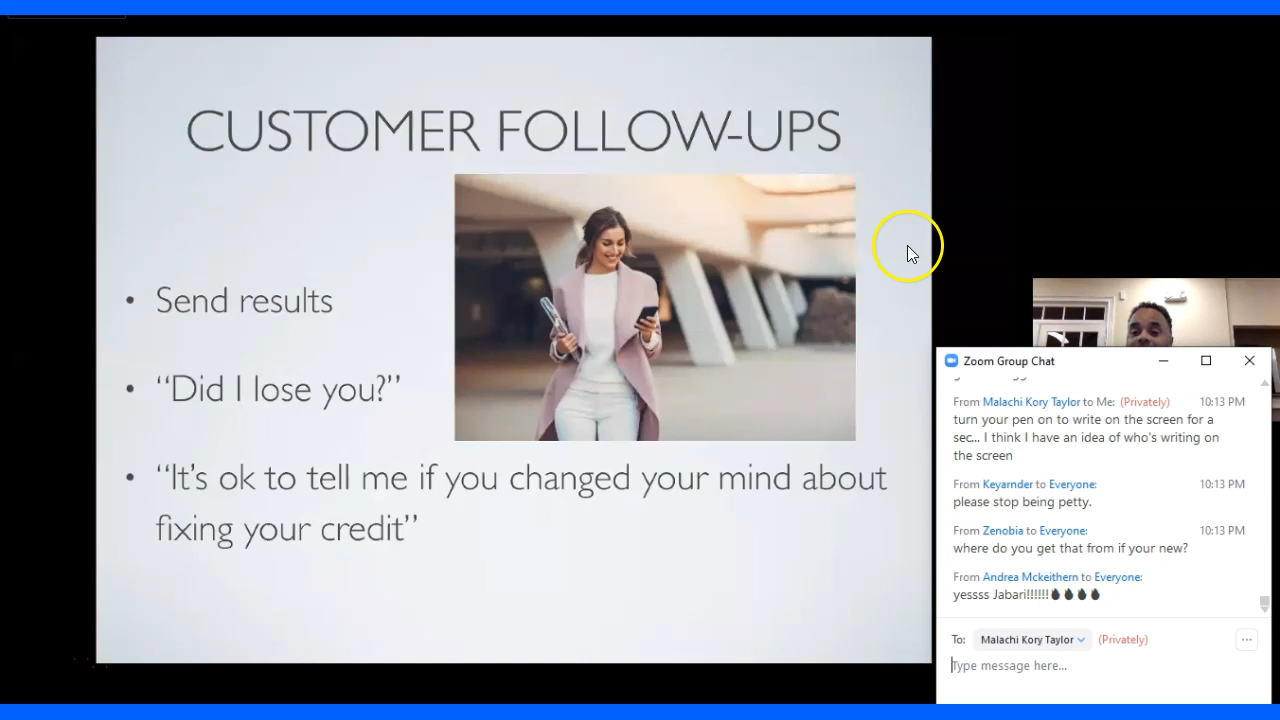 CUSTOMER FOLLOW-UPS
• Send results
• “Did I lose you?”
• “It’s ok to tell me if you changed your mind about
fixing your credit”
Zoom Group Chat
From Malachi Kory Taylor to Me: (Privately) 10:13 PM
turn your pen on to write on the screen for a
sec... I think I have an idea of who's writing on
the screen
From Keyarnder to Everyone: 10:13 PM
please stop being petty.
From Zenobia to Everyone: 10:13 PM
where do you get that from if your new?
From Andrea Mckeithern to Everyone:
yessss Jabari!!!!!!
To: Malachi Kory Taylor (Privately) ...
Type message here...